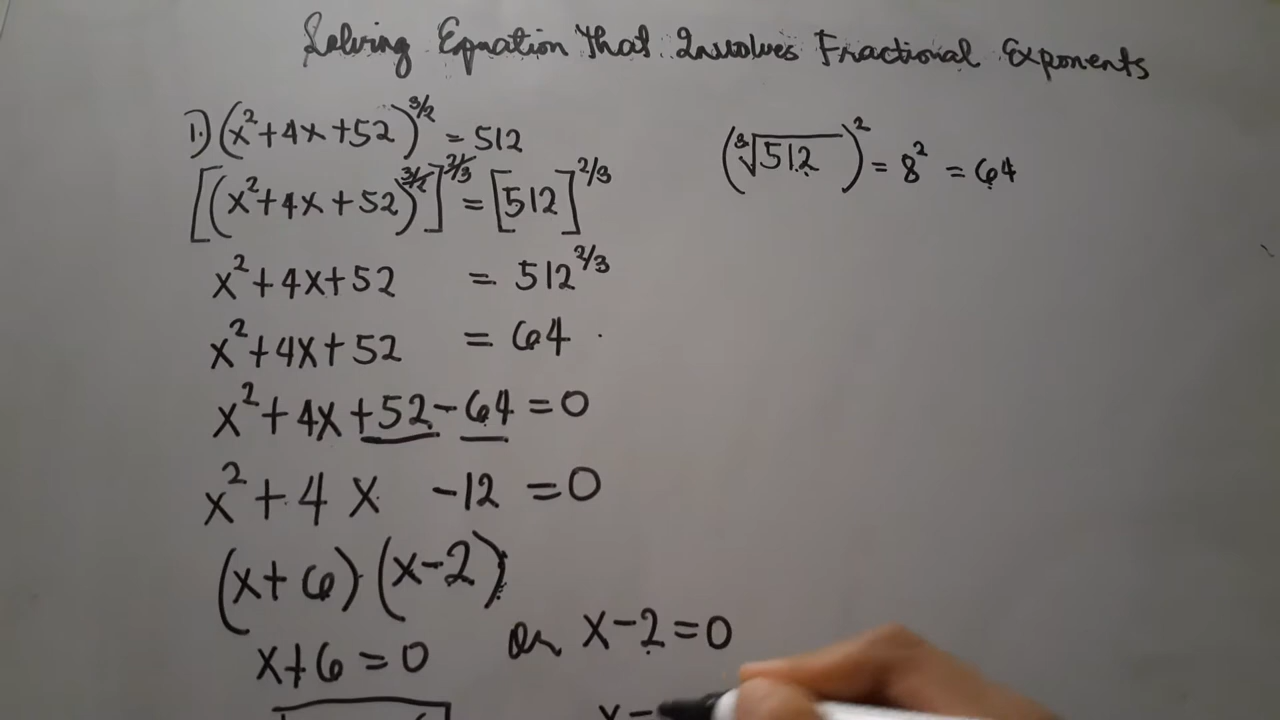 Solving Equation That Involves Fractional Exponents
1.) (x²+4x+52)^3/2 = 512
(∛512)² = 8² = 64
[(x²+4x+52)^3/2]^2/3 = [512]^2/3
x²+4x+52 = 512^2/3
x²+4x+52 = 64
x²+4x+52-64=0
x²+4x -12 =0
(x+6)(x-2)
x+6=0 or x-2=0